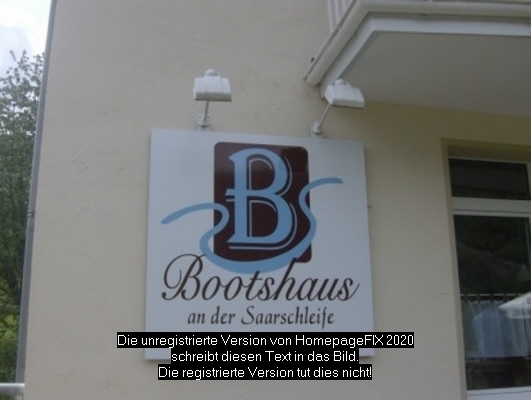 B
Bootshaus
an der Saarschleife
Die unregistrierte Version von HomepageFIX 2020
schreibt diesen Text in das Bild.
Die registrierte Version tut dies nicht!